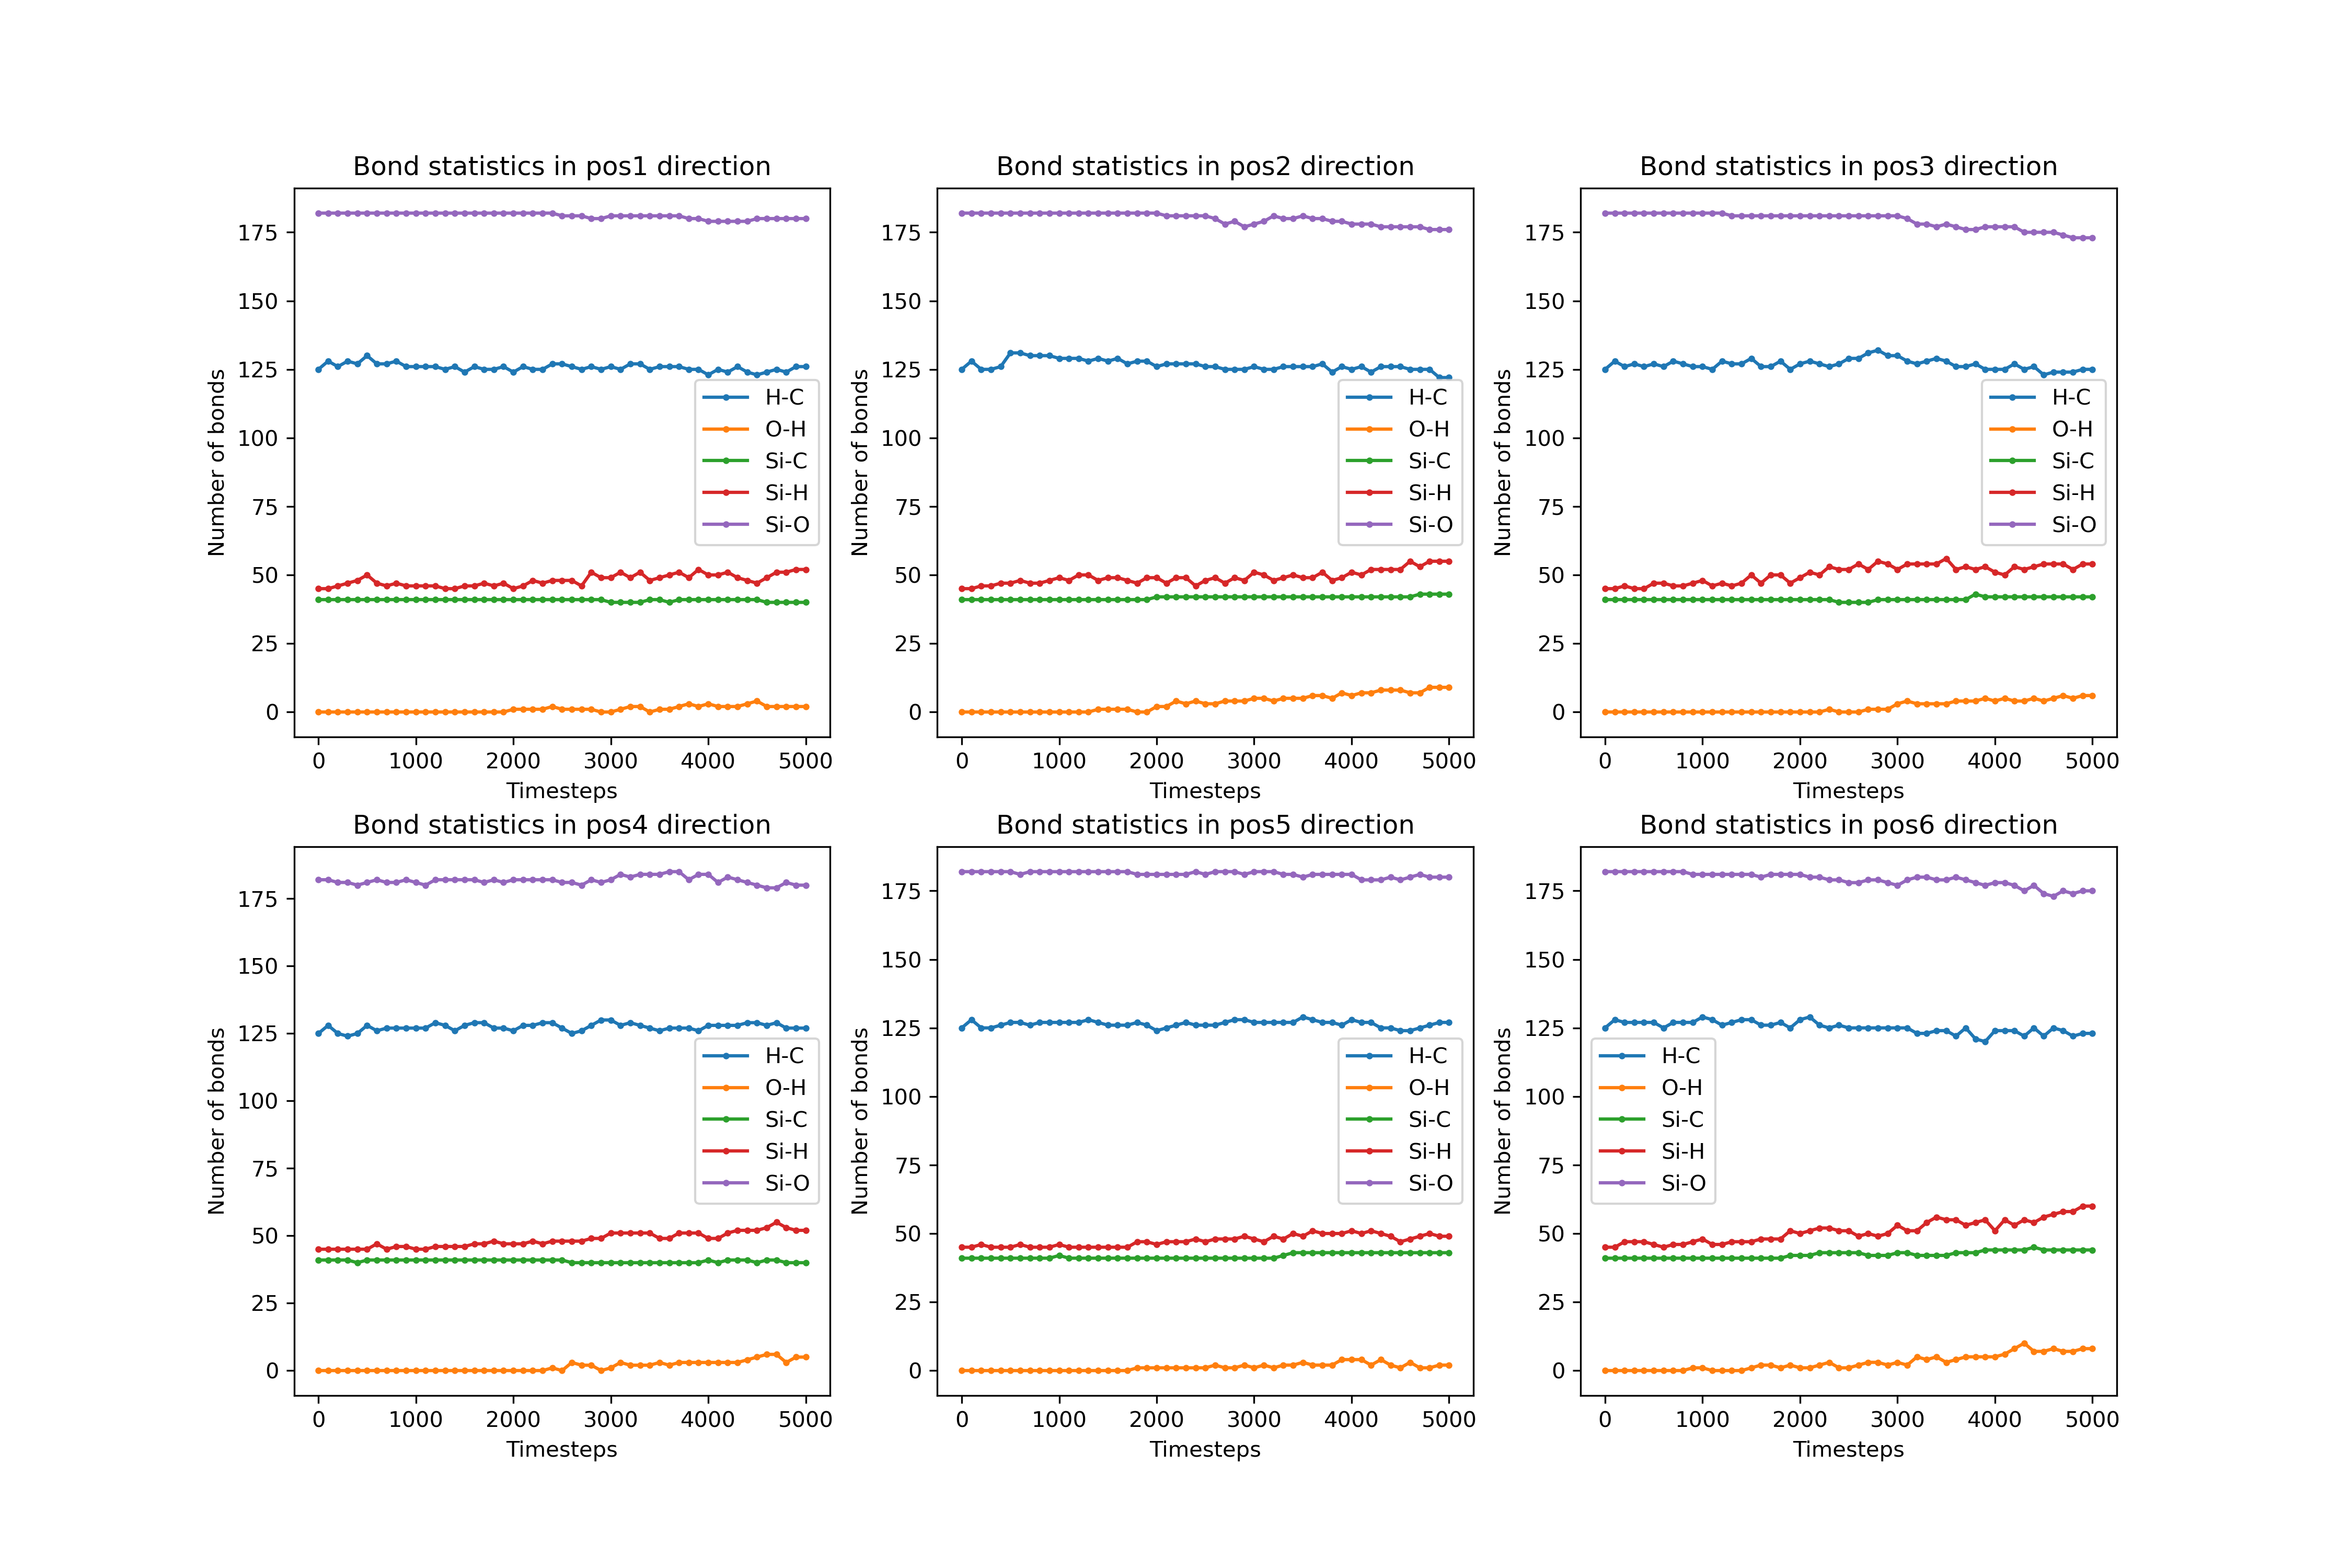 Bond statistics in pos1 direction
Number of bonds
175
150
125
100
75
50
25
0
H-C
O-H
Si-C
Si-H
Si-O
0 1000 2000 3000 4000 5000
Timesteps
Bond statistics in pos2 direction
Number of bonds
175
150
125
100
75
50
25
0
H-C
O-H
Si-C
Si-H
Si-O
0 1000 2000 3000 4000 5000
Timesteps
Bond statistics in pos3 direction
Number of bonds
175
150
125
100
75
50
25
0
H-C
O-H
Si-C
Si-H
Si-O
0 1000 2000 3000 4000 5000
Timesteps
Bond statistics in pos4 direction
Number of bonds
175
150
125
100
75
50
25
0
H-C
O-H
Si-C
Si-H
Si-O
0 1000 2000 3000 4000 5000
Timesteps
Bond statistics in pos5 direction
Number of bonds
175
150
125
100
75
50
25
0
H-C
O-H
Si-C
Si-H
Si-O
0 1000 2000 3000 4000 5000
Timesteps
Bond statistics in pos6 direction
Number of bonds
175
150
125
100
75
50
25
0
H-C
O-H
Si-C
Si-H
Si-O
0 1000 2000 3000 4000 5000
Timesteps